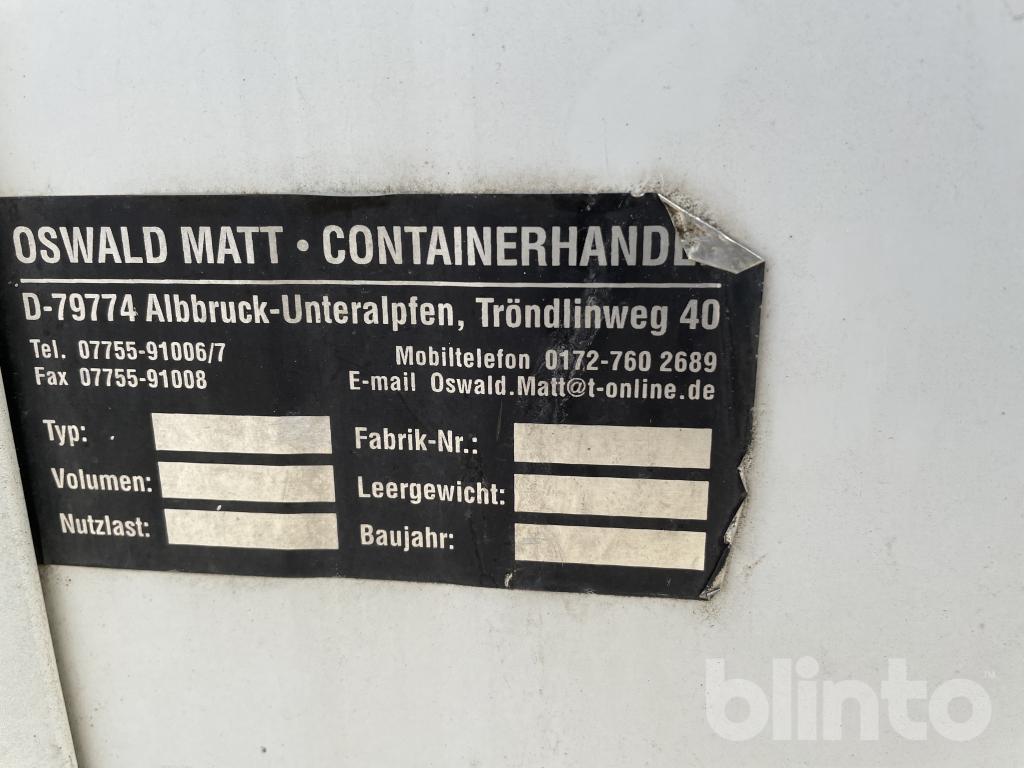 OSWALD MATT · CONTAINERHANDE
D-79774 Albbruck-Unteralpfen, Tröndlinweg 40
Tel. 07755-91006/7 Mobiltelefon 0172-760 2689
Fax 07755-91008 E-mail Oswald.Matt@t-online.de
Typ: Fabrik-Nr.:
Volumen: Leergewicht:
Nutzlast: Baujahr:
blinto™